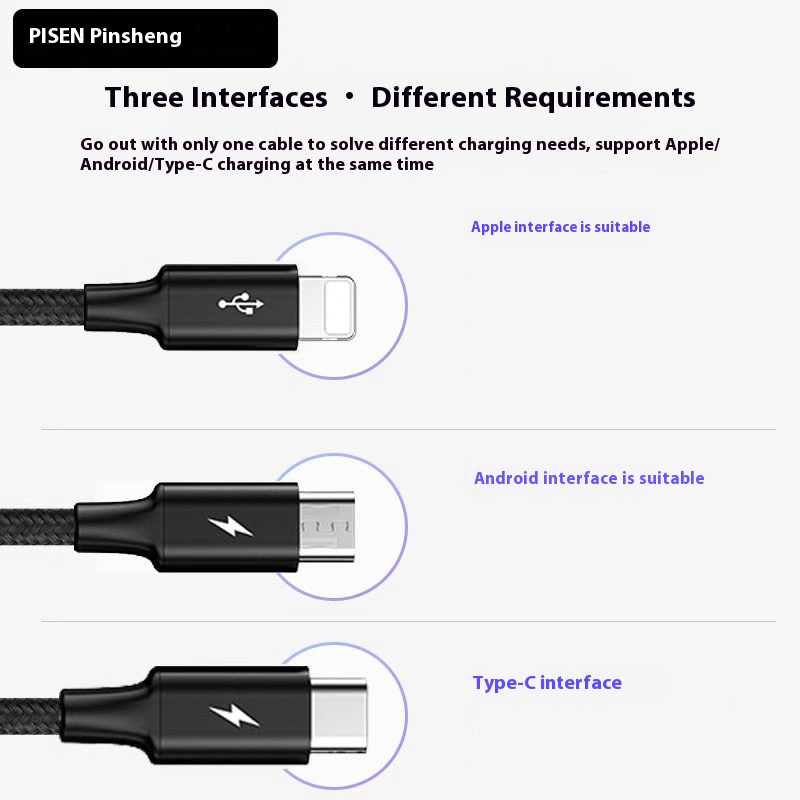 PISEN Pinsheng
Three Interfaces • Different Requirements
Go out with only one cable to solve different charging needs, support Apple/
Android/Type-C charging at the same time
Apple interface is suitable
Android interface is suitable
Type-C interface